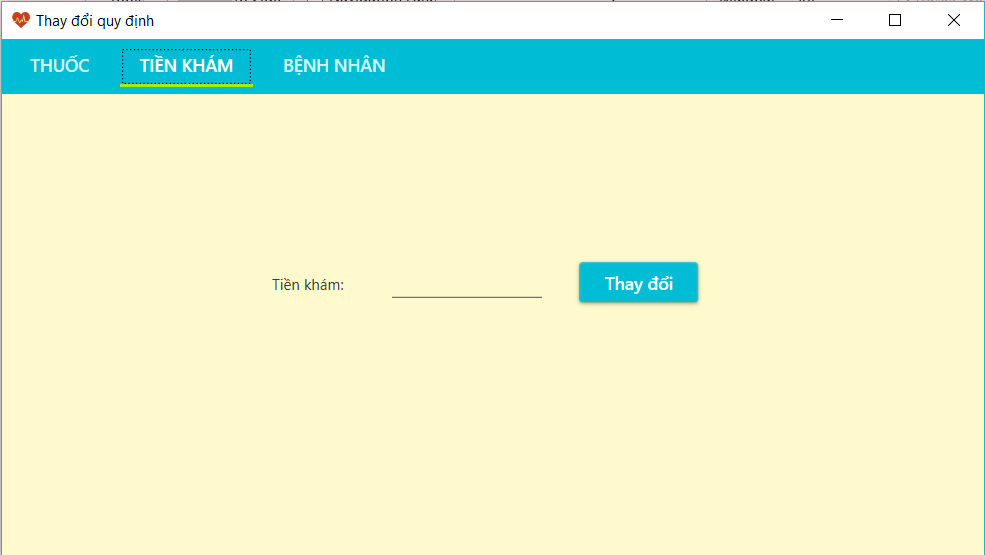 Thay đổi quy định
THUỐC TIỀN KHÁM BỆNH NHÂN
Tiền khám: Thay đổi